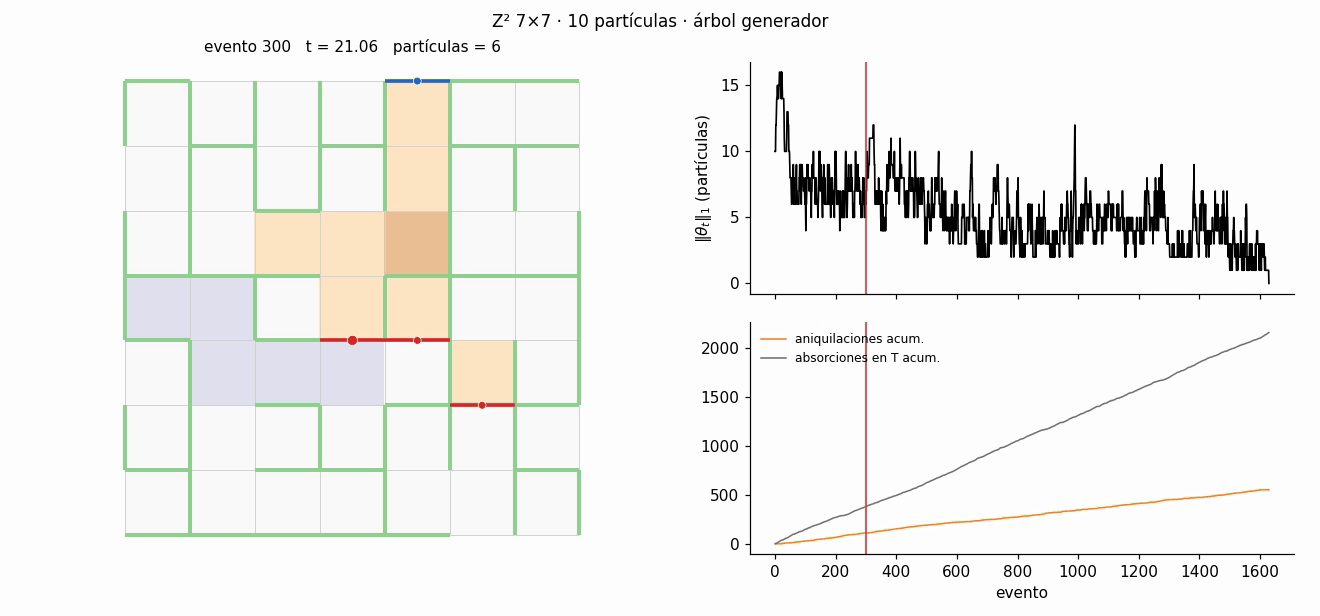 Z² 7×7 · 10 partículas · árbol generador
evento 300 t = 21.06 partículas = 6
15
10
5
0
‖θₜ‖₁ (partículas)
aniquilaciones acum.
absorciones en T acum.
2000
1500
1000
500
0
0 200 400 600 800 1000 1200 1400 1600
evento